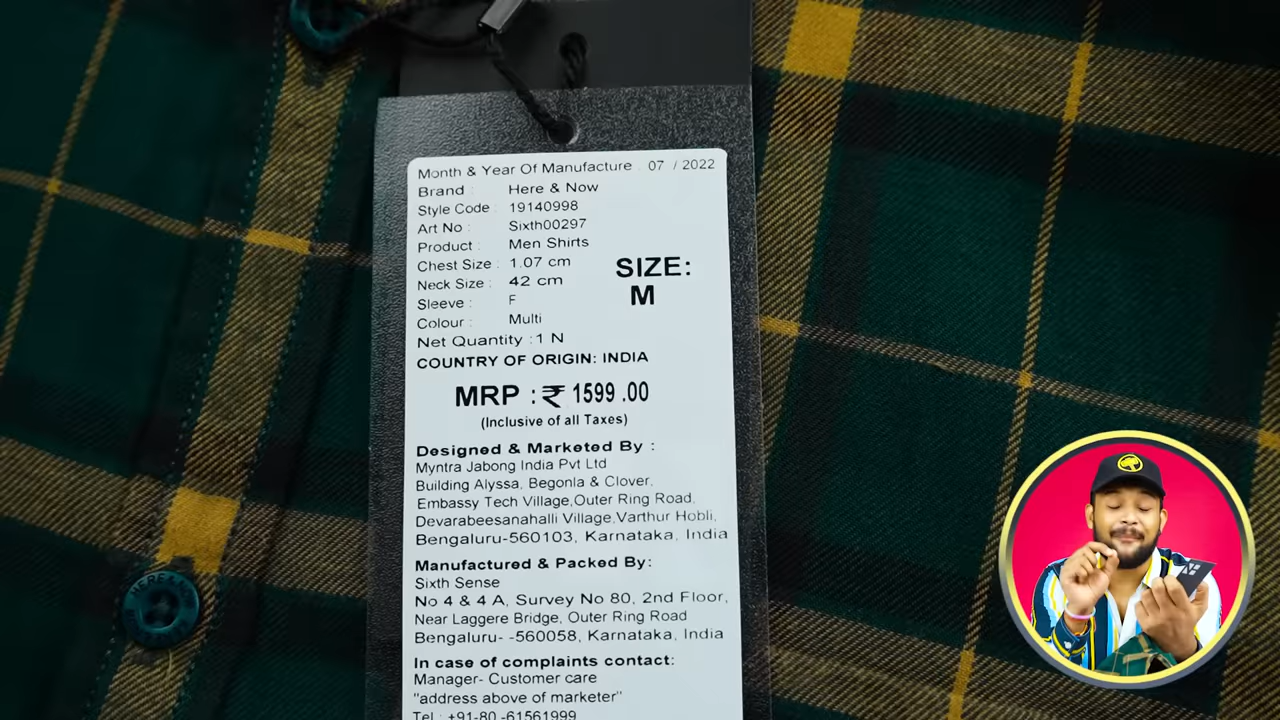 Month & Year Of Manufacture : 07 / 2022
Brand : Here & Now
Style Code : 19140998
Art No : Sixth00297
Product : Men Shirts
Chest Size : 1.07 cm
Neck Size : 42 cm
Sleeve : F
Colour : Multi
SIZE:
M
Net Quantity :1 N
COUNTRY OF ORIGIN: INDIA
MRP : ₹ 1599 .00
(Inclusive of all Taxes)
Designed & Marketed By :
Myntra Jabong India Pvt Ltd
Building Alyssa, Begonla & Clover,
Embassy Tech Village,Outer Ring Road,
Devarabeesanahalli Village,Varthur Hobli,
Bengaluru-560103, Karnataka, India
Manufactured & Packed By:
Sixth Sense
No 4 & 4 A, Survey No 80, 2nd Floor,
Near Laggere Bridge, Outer Ring Road
Bengaluru- -560058, Karnataka, India
In case of complaints contact:
Manager- Customer care
"address above of marketer"
Tel : +91-80 -61561999